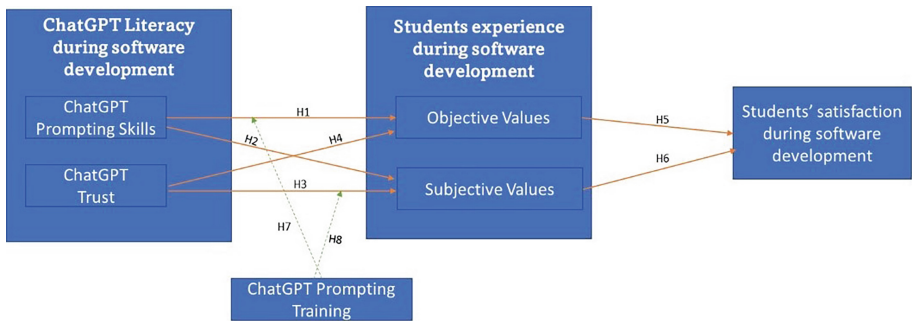 ChatGPT Literacy
during software
development
ChatGPT
Prompting Skills
ChatGPT
Trust
H1
H2
H4
H3
H7
H8
ChatGPT Prompting
Training
Students experience
during software
development
Objective Values
Subjective Values
H5
H6
Students’ satisfaction
during software
development